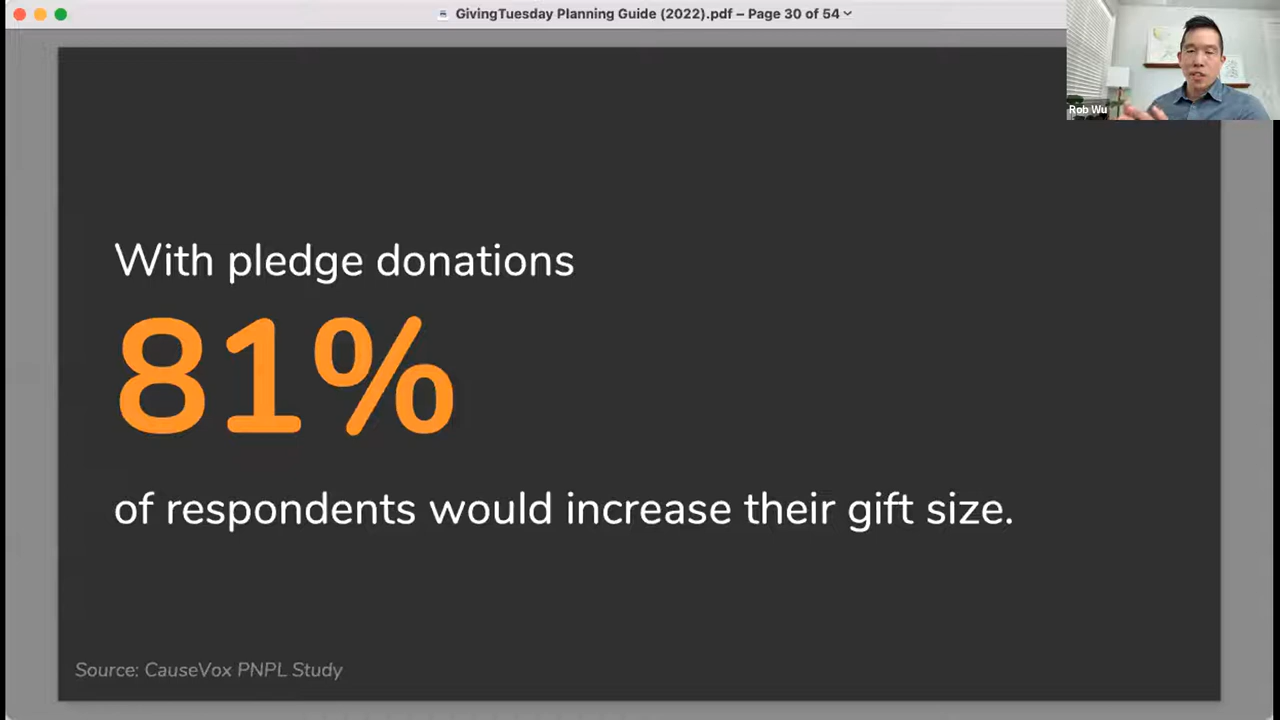 GivingTuesday Planning Guide (2022).pdf – Page 30 of 54
Rob Wu
With pledge donations
81%
of respondents would increase their gift size.
Source: CauseVox PNPL Study